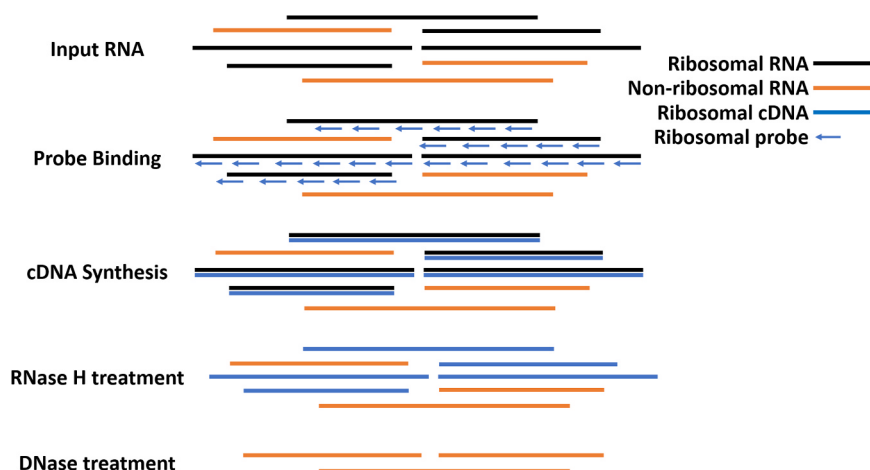 Input RNA
Ribosomal RNA
Non-ribosomal RNA
Ribosomal cDNA
Ribosomal probe
Probe Binding
cDNA Synthesis
RNase H treatment
DNase treatment